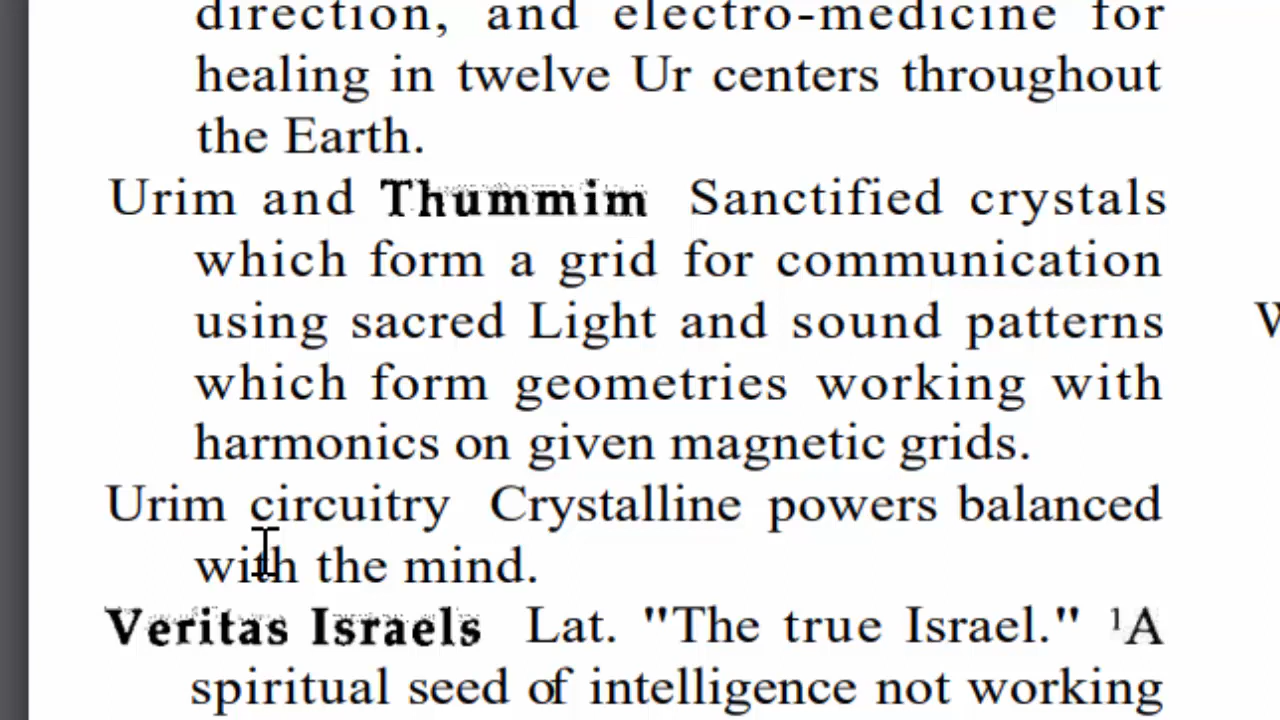 direction, and electro-medicine for
healing in twelve Ur centers throughout
the Earth.
Urim and Thummim Sanctified crystals
which form a grid for communication
using sacred Light and sound patterns
which form geometries working with
harmonics on given magnetic grids.
Urim circuitry Crystalline powers balanced
with the mind.
Veritas Israels Lat. "The true Israel." ¹A
spiritual seed of intelligence not working